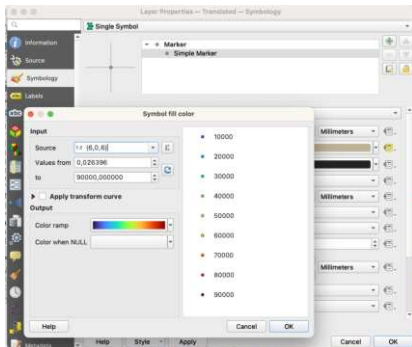 Layer Properties — Translated — Symbology
Single Symbol
Information
Source
Symbology
Labels
Marker
Simple Marker
Symbol fill color
Input
Source
Values from 0,026396
to 90000,000000
Apply transform curve
Output
Color ramp
Color when NULL
10000
20000
30000
40000
50000
60000
70000
80000
90000
Millimeters
Millimeters
Help
Cancel
OK
Metadata
Help
Style
Apply
Cancel
OK